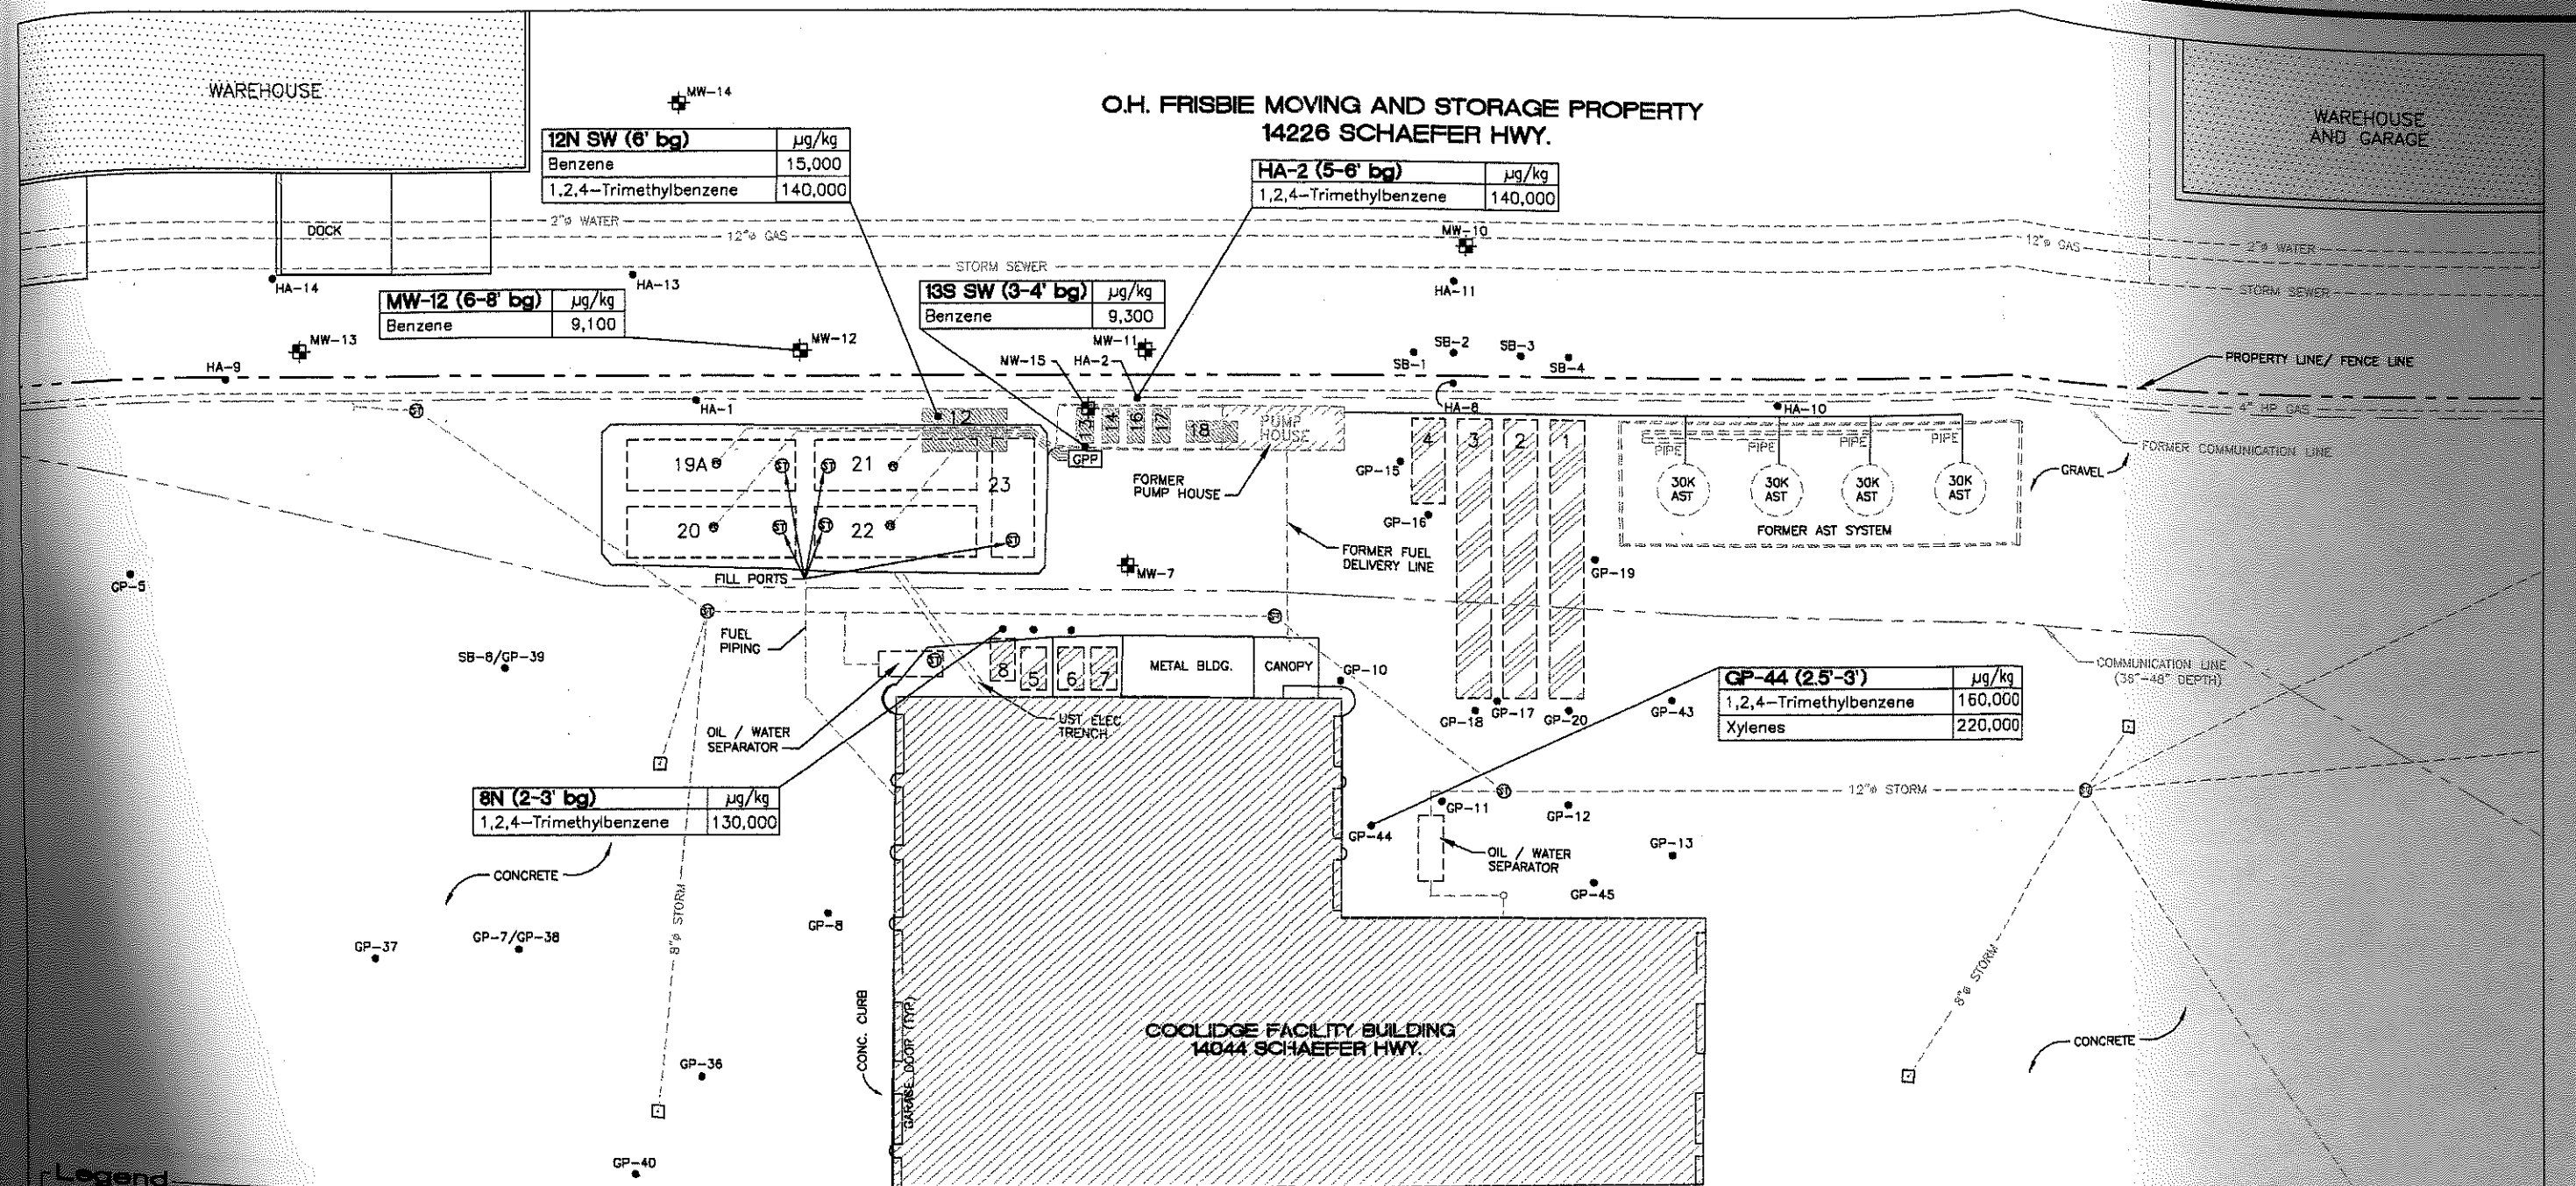 WAREHOUSE
MW-14
O.H. FRISBIE MOVING AND STORAGE PROPERTY
14226 SCHAEFER HWY.
WAREHOUSE
AND GARAGE
12N SW (6' bg) µg/kg
Benzene 15,000
1,2,4-Trimethylbenzene 140,000
HA-2 (5-6' bg) µg/kg
1,2,4-Trimethylbenzene 140,000
DOCK
2"ø WATER
12"ø GAS
STORM SEWER
MW-10
12"ø GAS
2"ø WATER
STORM SEWER
HA-14
HA-13
HA-11
MW-12 (6-8' bg) µg/kg
Benzene 9,100
13S SW (3-4' bg) µg/kg
Benzene 9,300
MW-13
MW-12
MW-11
MW-15
HA-2
SB-1
SB-2
SB-3
SB-4
PROPERTY LINE/ FENCE LINE
HA-9
HA-1
HA-8
HA-10
4" HP GAS
FORMER COMMUNICATION LINE
GRAVEL
12
13
14
16
17
18
PUMP
HOUSE
GPP
FORMER
PUMP HOUSE
19A
ST
ST
21
23
20
ST
ST
22
ST
FILL PORTS
4
3
2
1
GP-15
GP-16
PIPE
PIPE
PIPE
PIPE
30K
AST
30K
AST
30K
AST
30K
AST
FORMER AST SYSTEM
FORMER FUEL
DELIVERY LINE
MW-7
GP-19
GP-5
ST
ST
ST
FUEL
PIPING
SB-8/GP-39
ST
8
5
6
7
METAL BLDG.
CANOPY
GP-10
COMMUNICATION LINE
(36"-48" DEPTH)
OIL / WATER
SEPARATOR
UST ELEC
TRENCH
GP-18
GP-17
GP-20
GP-43
GP-44 (2.5'-3') µg/kg
1,2,4-Trimethylbenzene 160,000
Xylenes 220,000
8N (2-3' bg) µg/kg
1,2,4-Trimethylbenzene 130,000
ST
12"ø STORM
ST
GP-11
GP-12
GP-44
GP-13
OIL / WATER
SEPARATOR
GP-45
CONCRETE
8"ø STORM
GP-8
GP-37
GP-7/GP-38
8"ø STORM
CONC. CURB
GARAGE DOOR (TYP)
COOLIDGE FACILITY BUILDING
14044 SCHAEFER HWY.
CONCRETE
GP-36
GP-40
Legend